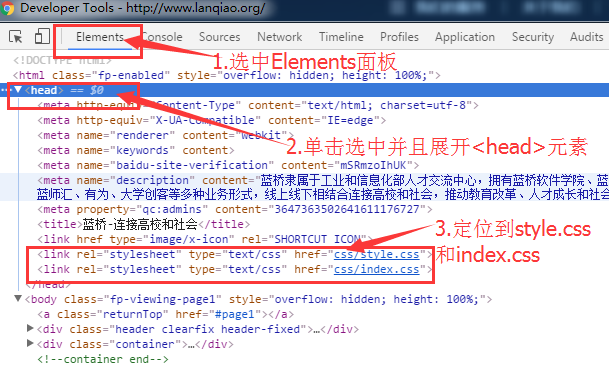 Developer Tools - http://www.lanqiao.org/
Elements Console Sources Network Timeline Profiles Application Security Audits
1.选中Elements面板
<!DOCTYPE html>
<html class="fp-enabled" style="overflow: hidden; height: 100%;">
▼<head> == $0
<meta http-equiv="Content-Type" content="text/html; charset=utf-8">
<meta http-equiv="X-UA-Compatible" content="IE=edge">
<meta name="renderer" content="webkit">
2.单击选中并且展开<head>元素
<meta name="keywords" content>
<meta name="baidu-site-verification" content="mSRmzoIhUK">
<meta name="description" content="蓝桥隶属于工业和信息化部人才交流中心，拥有蓝桥软件学院、蓝
蓝师汇、有为、大学创客等多种业务形式，线上线下相结合连接高校和社会，推动教育改革、人才成长和社会
<meta property="qc:admins" content="3647363502641611176727">
<title>蓝桥-连接高校和社会</title>
3.定位到style.css
<link href type="image/x-icon" rel="SHORTCUT ICON">
和index.css
<link rel="stylesheet" type="text/css" href="css/style.css">
<link rel="stylesheet" type="text/css" href="css/index.css">
</head>
▼<body class="fp-viewing-page1" style="overflow: hidden; height: 100%;">
<a class="returnTop" href="#page1"></a>
▶<div class="header clearfix header-fixed">…</div>
▶<div class="container">…</div>
<!--container end-->